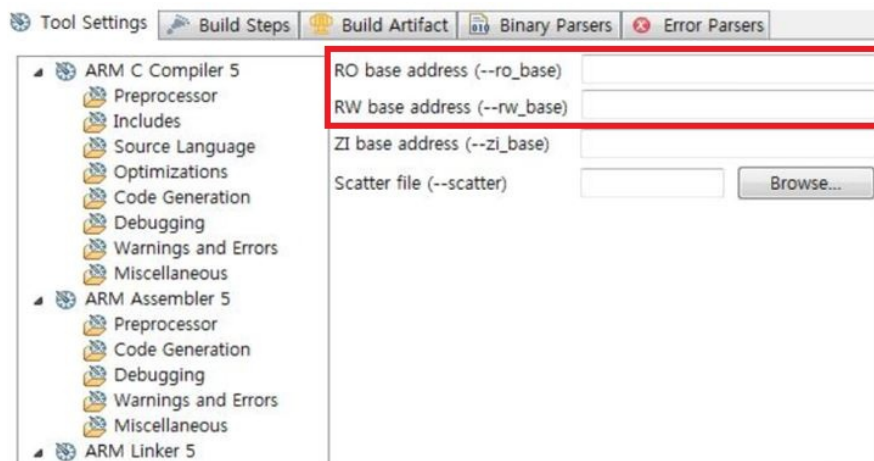 Tool Settings Build Steps Build Artifact Binary Parsers Error Parsers
ARM C Compiler 5
Preprocessor
Includes
Source Language
Optimizations
Code Generation
Debugging
Warnings and Errors
Miscellaneous
ARM Assembler 5
Preprocessor
Code Generation
Debugging
Warnings and Errors
Miscellaneous
ARM Linker 5
RO base address (--ro_base)
RW base address (--rw_base)
ZI base address (--zi_base)
Scatter file (--scatter) Browse...